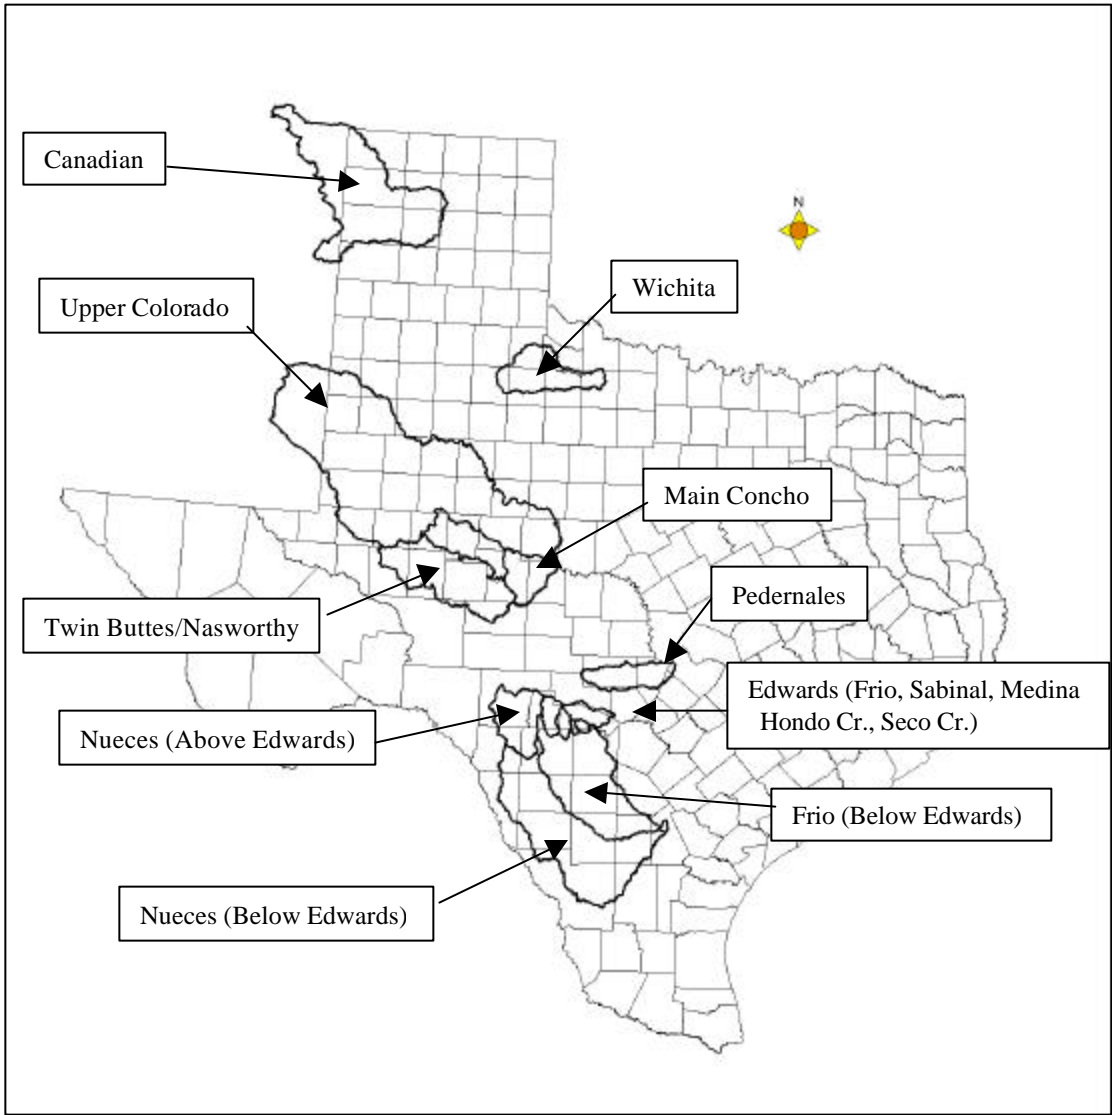 Canadian
N
Wichita
Upper Colorado
Main Concho
Pedernales
Twin Buttes/Nasworthy
Edwards (Frio, Sabinal, Medina
Hondo Cr., Seco Cr.)
Nueces (Above Edwards)
Frio (Below Edwards)
Nueces (Below Edwards)